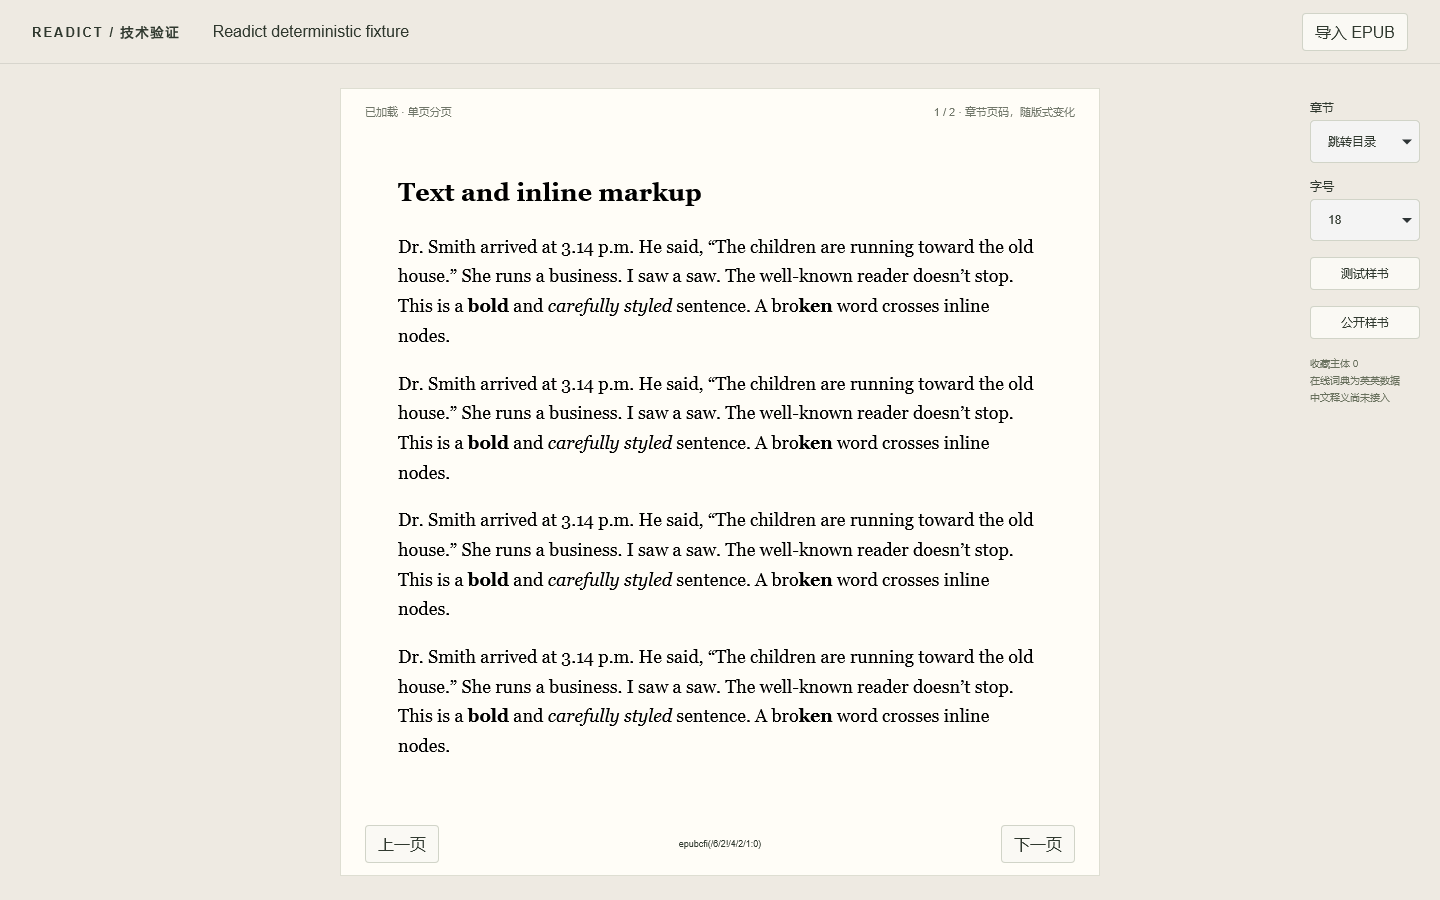 READICT / 技术验证
Readict deterministic fixture
导入 EPUB
已加载 · 单页分页
1 / 2 · 章节页码，随版式变化
Text and inline markup
Dr. Smith arrived at 3.14 p.m. He said, “The children are running toward the old
house.” She runs a business. I saw a saw. The well-known reader doesn’t stop.
This is a bold and carefully styled sentence. A broken word crosses inline
nodes.
Dr. Smith arrived at 3.14 p.m. He said, “The children are running toward the old
house.” She runs a business. I saw a saw. The well-known reader doesn’t stop.
This is a bold and carefully styled sentence. A broken word crosses inline
nodes.
Dr. Smith arrived at 3.14 p.m. He said, “The children are running toward the old
house.” She runs a business. I saw a saw. The well-known reader doesn’t stop.
This is a bold and carefully styled sentence. A broken word crosses inline
nodes.
Dr. Smith arrived at 3.14 p.m. He said, “The children are running toward the old
house.” She runs a business. I saw a saw. The well-known reader doesn’t stop.
This is a bold and carefully styled sentence. A broken word crosses inline
nodes.
上一页
epubcfi(/6/2!/4/2/1:0)
下一页
章节
跳转目录
字号
18
测试样书
公开样书
收藏主体 0
在线词典为英英数据
中文释义尚未接入